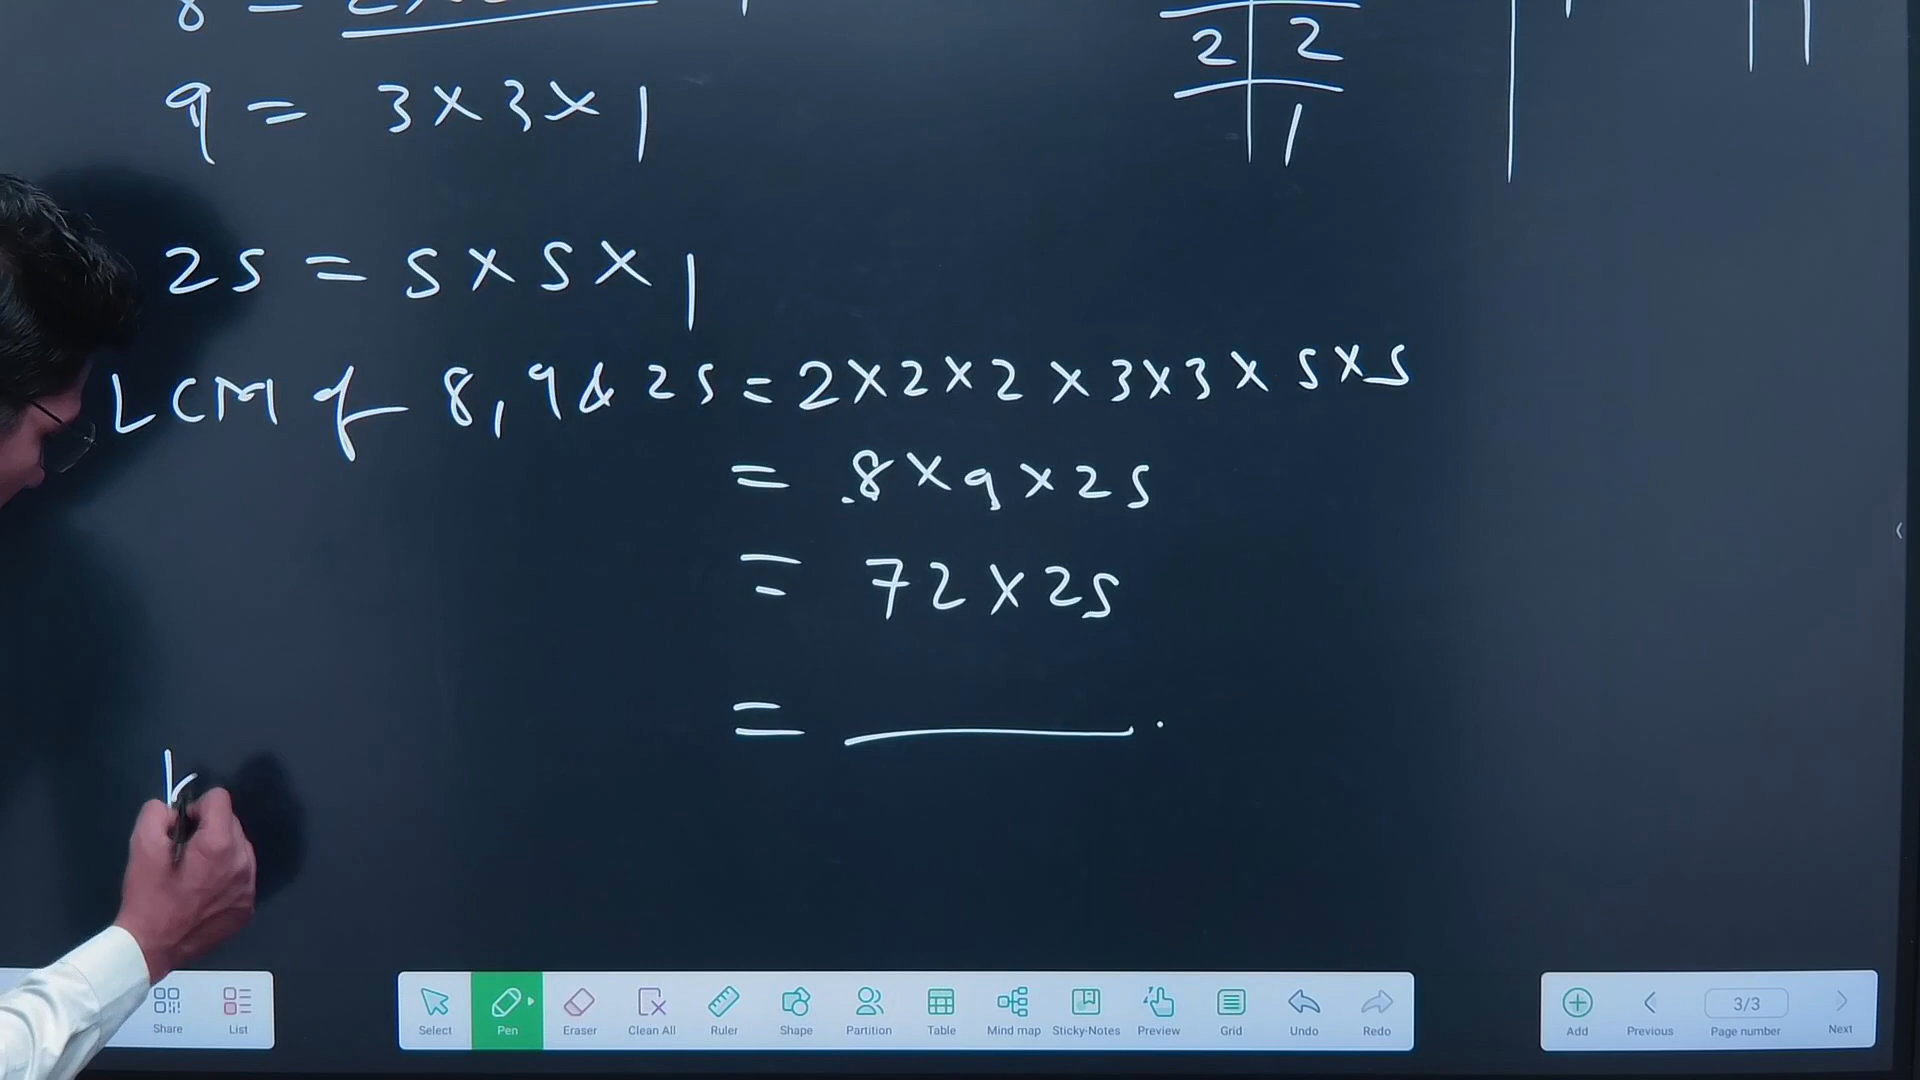 2 2
9 = 3 x 3 x 1
1
25 = 5 x 5 x 1
LCM of 8, 9 & 25 = 2 x 2 x 2 x 3 x 3 x 5 x 5
= 8 x 9 x 25
= 72 x 25
= ______.
Share List Select Pen Eraser Clean All Ruler Shape Partition Table Mind map Sticky-Notes Preview Grid Undo Redo Add Previous 3/3 Page number Next